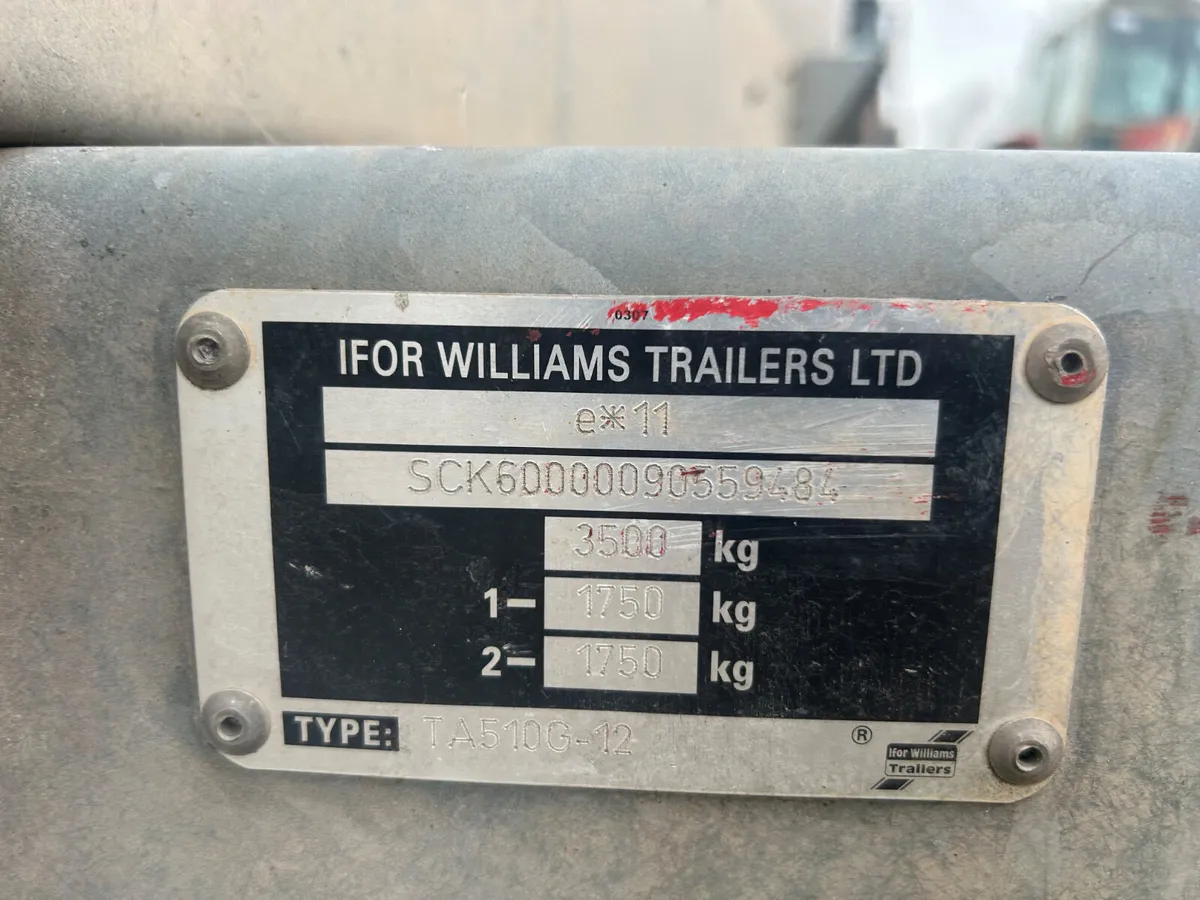 0307
IFOR WILLIAMS TRAILERS LTD
e*11
SCK60000090559484
3500 kg
1– 1750 kg
2– 1750 kg
TYPE: TA510G-12
®
Ifor Williams
Trailers